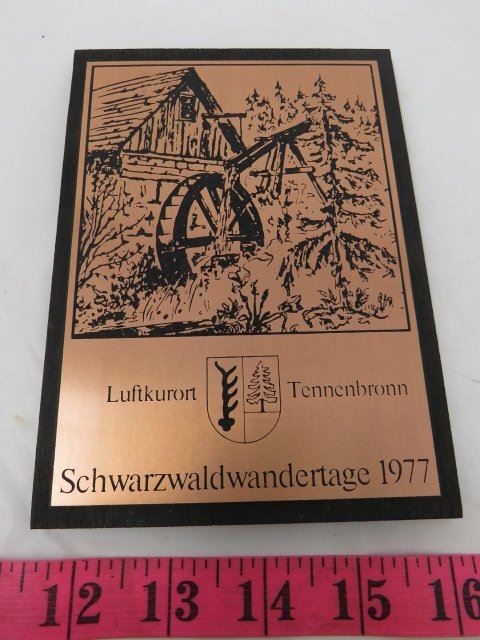 Luftkurort Tennenbronn
Schwarzwaldwandertage 1977
12 13 14 15 16